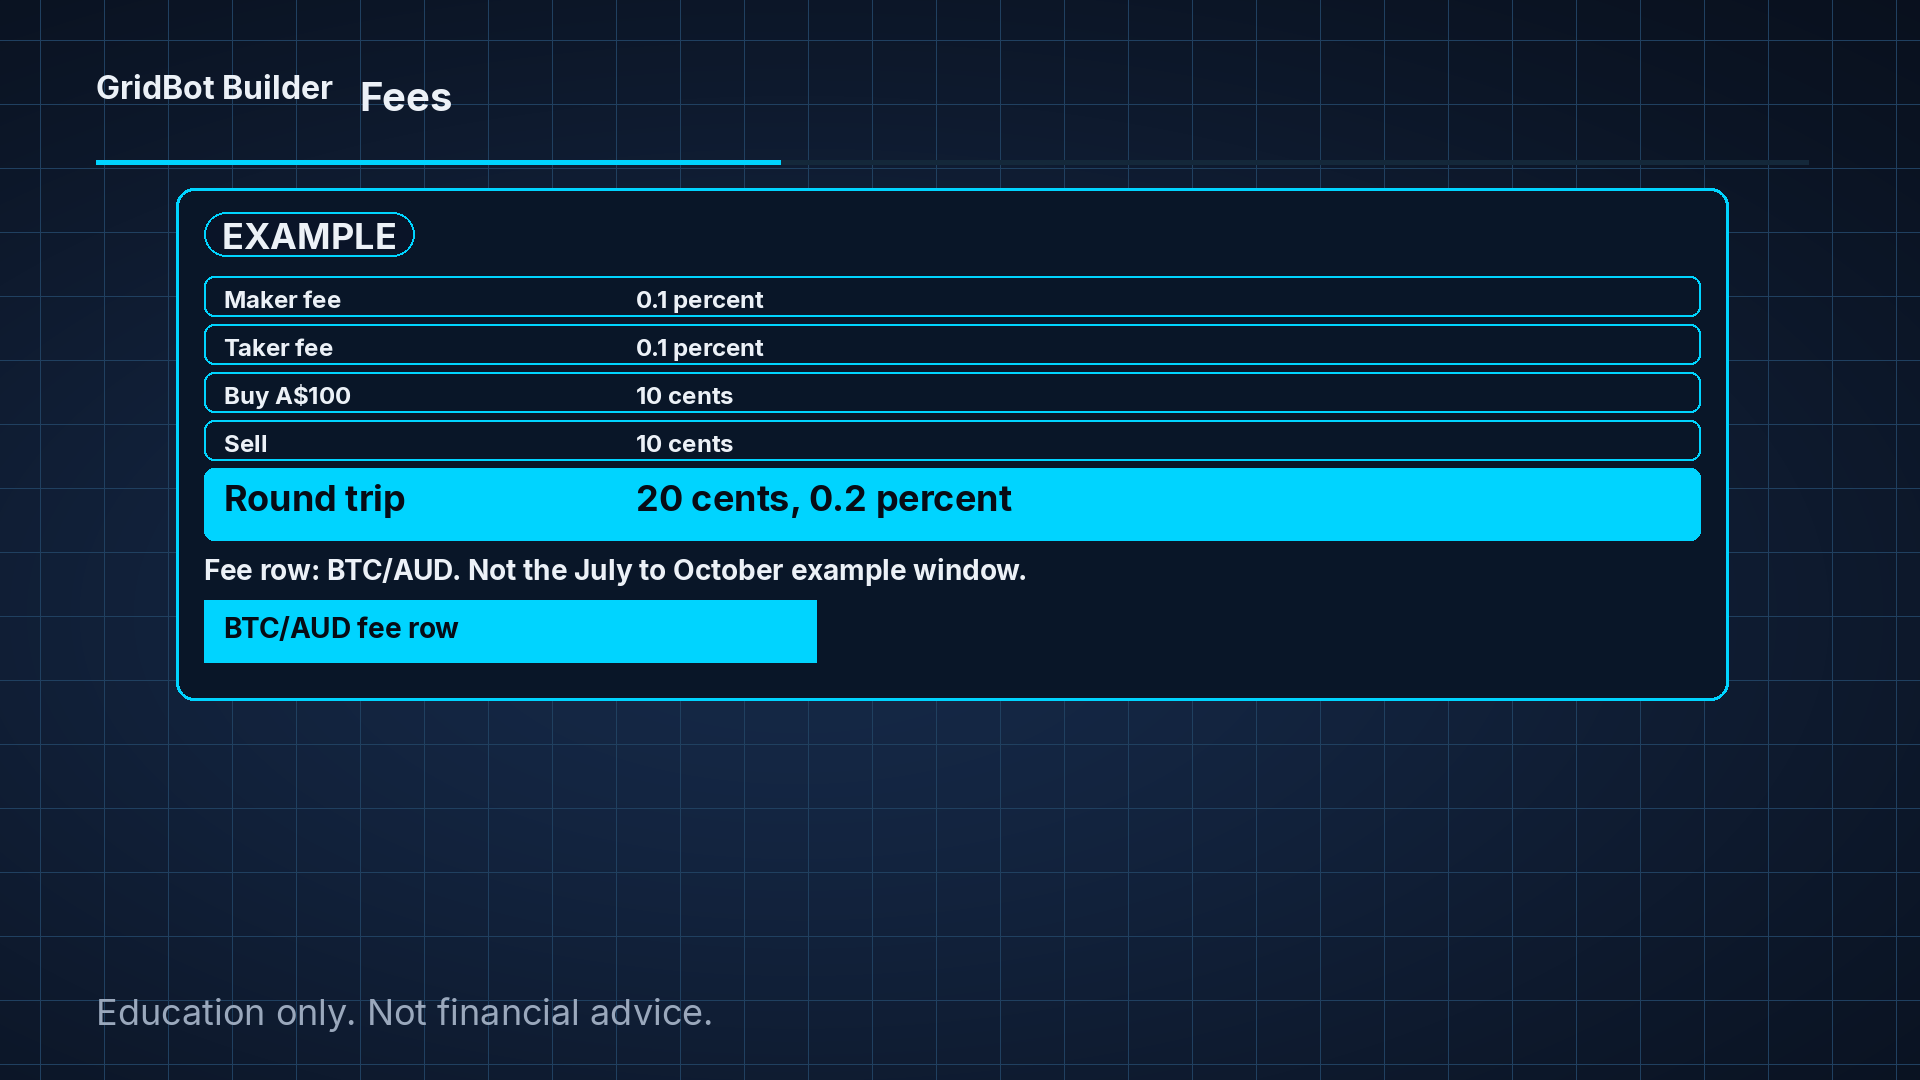 GridBot Builder Fees
EXAMPLE
Maker fee 0.1 percent
Taker fee 0.1 percent
Buy A$100 10 cents
Sell 10 cents
Round trip 20 cents, 0.2 percent
Fee row: BTC/AUD. Not the July to October example window.
BTC/AUD fee row
Education only. Not financial advice.